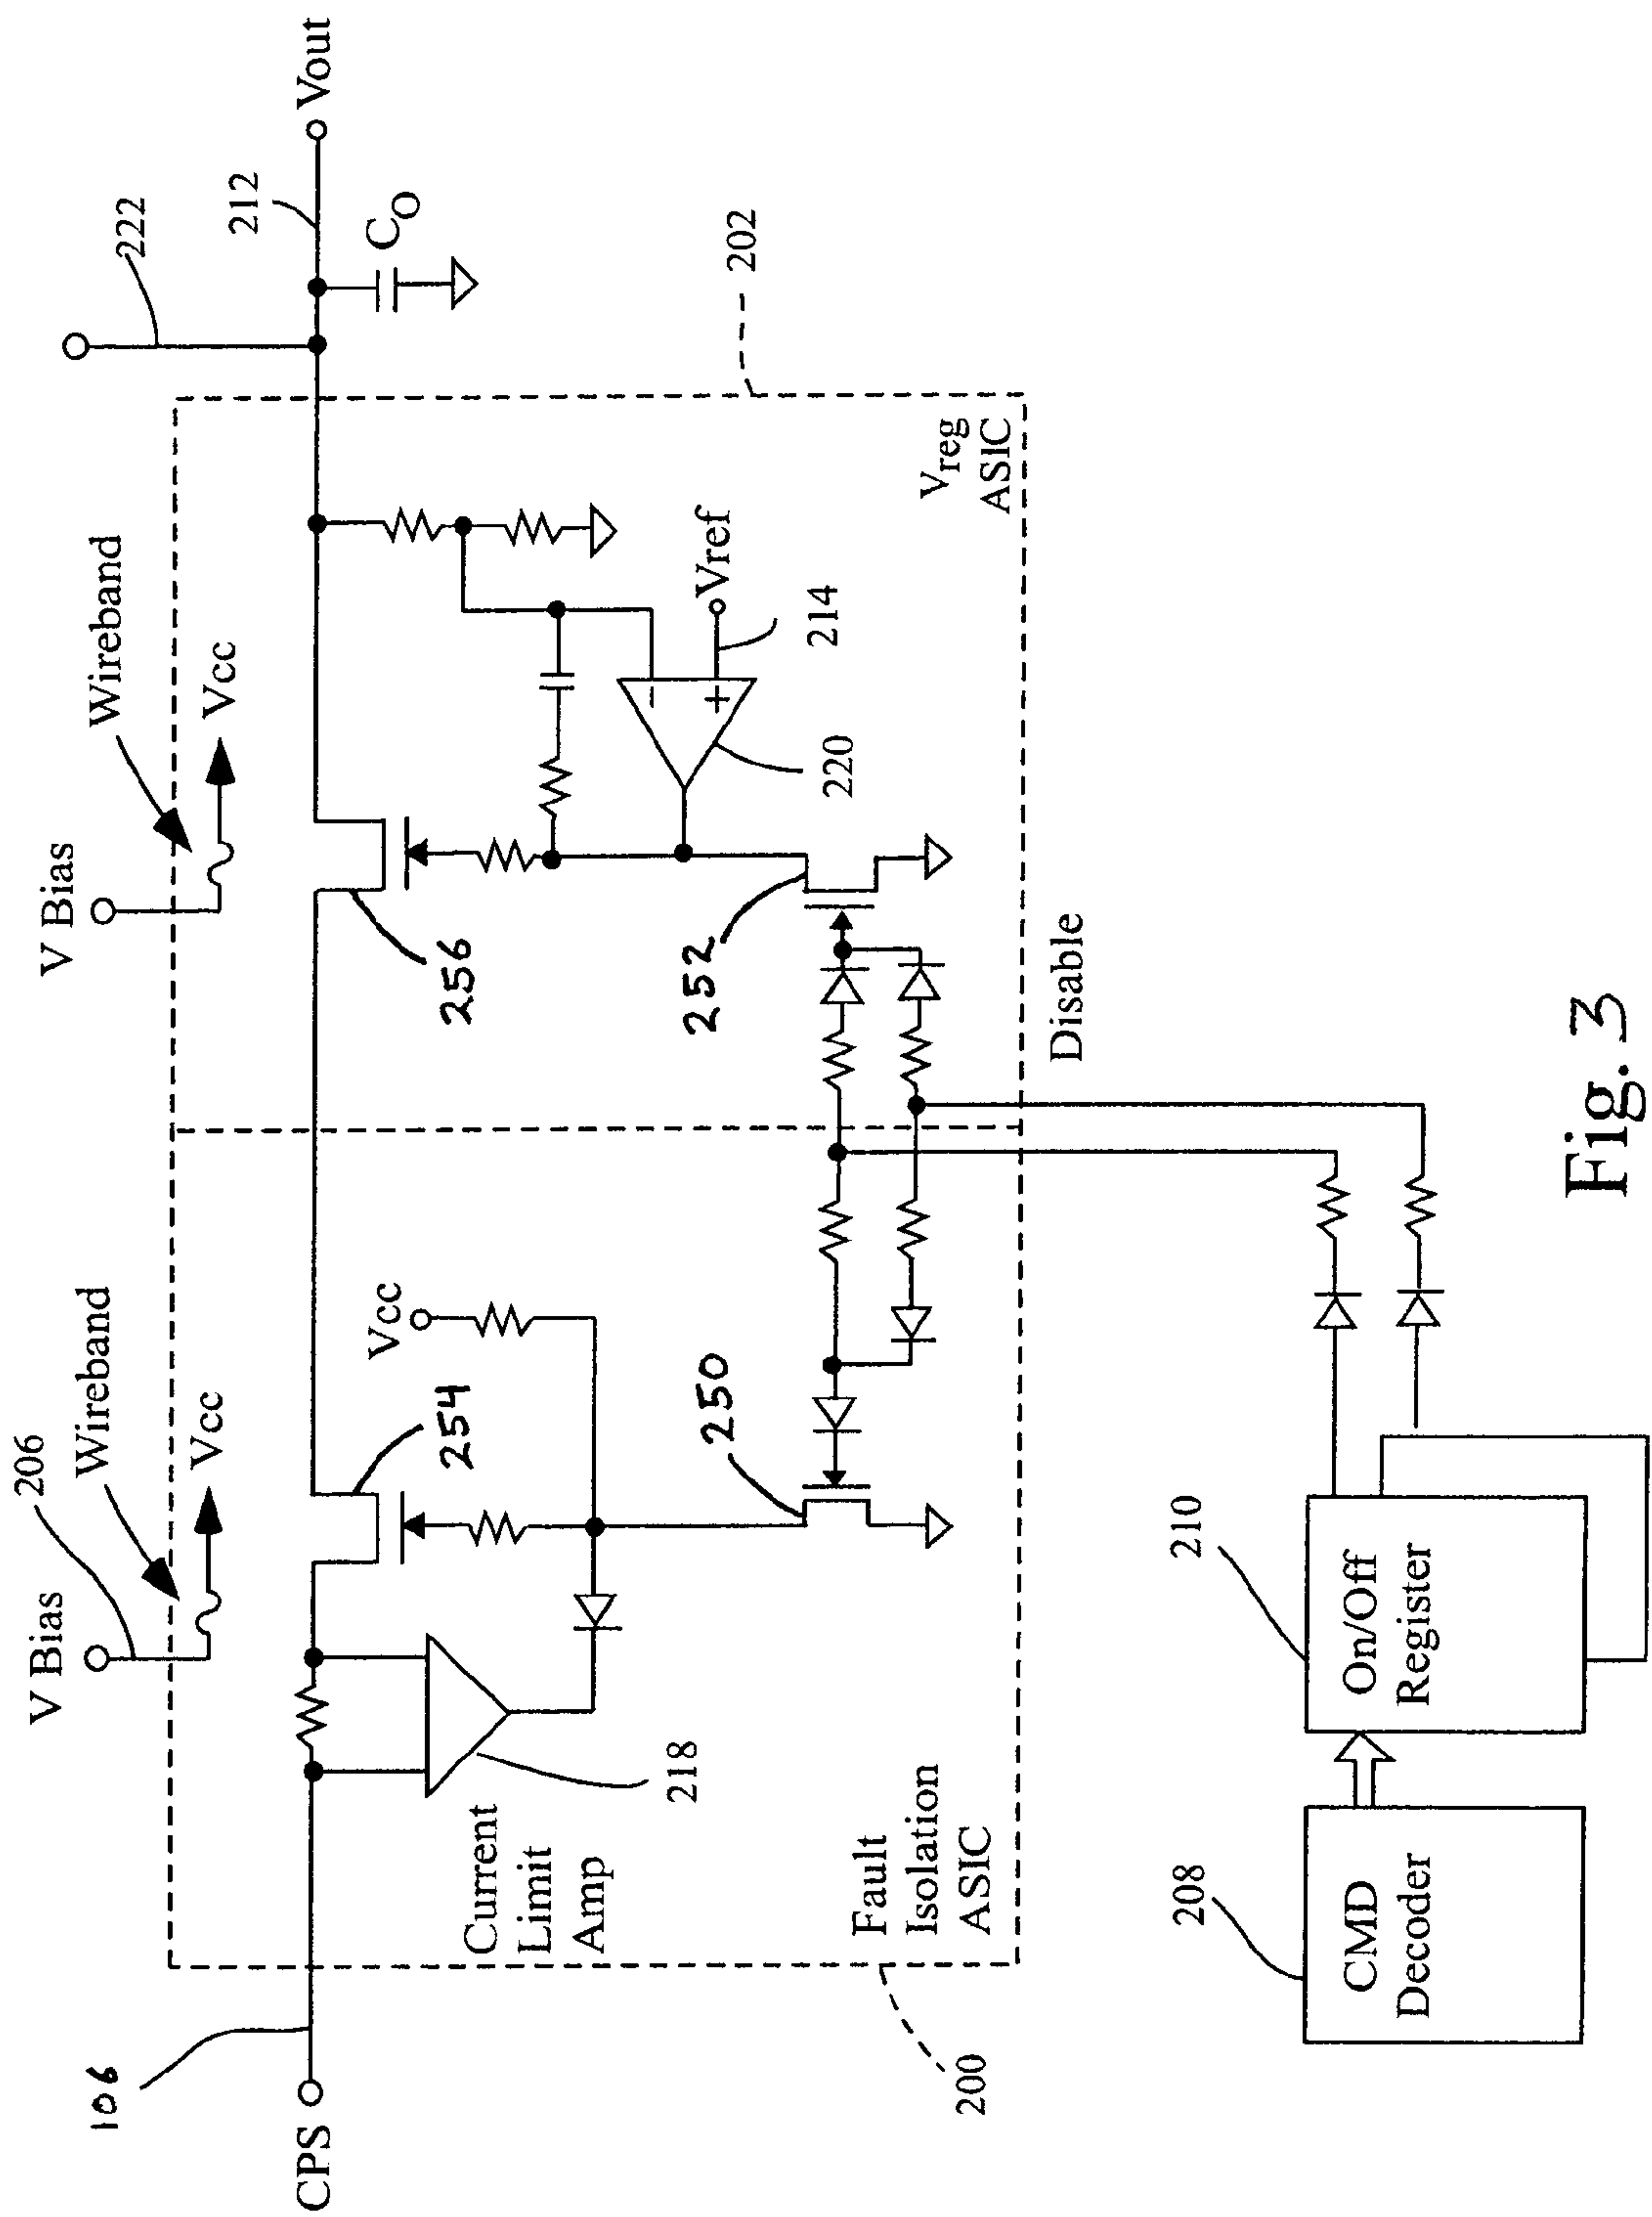 V Bias
206
Wireband
Vcc
V Bias
Wireband
Vcc
222
106
CPS
254
Vcc
256
212
Vout
CO
Current
Limit
Amp
218
250
252
220
214
Vref
202
Fault
Isolation
ASIC
Vreg
ASIC
200
Disable
208
CMD
Decoder
210
On/Off
Register
Fig. 3